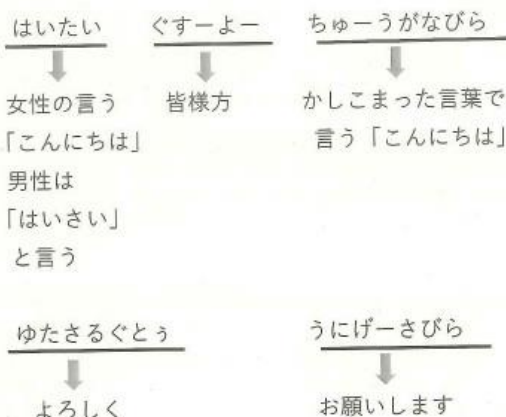 はいたい ぐすーよー ちゅーうがなびら
女性の言う 皆様方 かしこまった言葉で
「こんにちは」 言う「こんにちは」
男性は
「はいさい」
と言う
ゆたさるぐとぅ うにげーさびら
よろしく お願いします